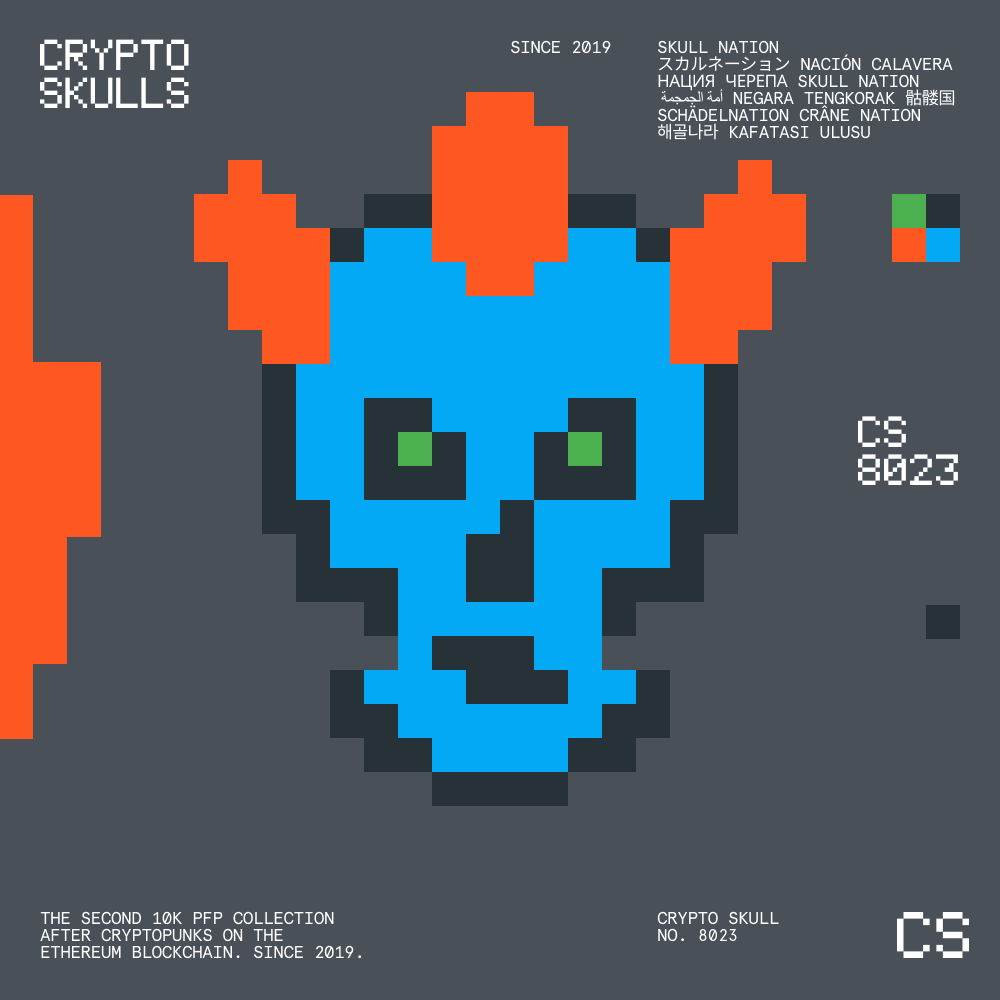 CRYPTO
SKULLS
SINCE 2019
SKULL NATION
スカルネーション NACIÓN CALAVERA
НАЦИЯ ЧЕРЕПА SKULL NATION
أمة الجمجمة NEGARA TENGKORAK 骷髅国
SCHÄDELNATION CRÂNE NATION
해골나라 KAFATASI ULUSU
CS
8023
THE SECOND 10K PFP COLLECTION
AFTER CRYPTOPUNKS ON THE
ETHEREUM BLOCKCHAIN. SINCE 2019.
CRYPTO SKULL
NO. 8023
CS